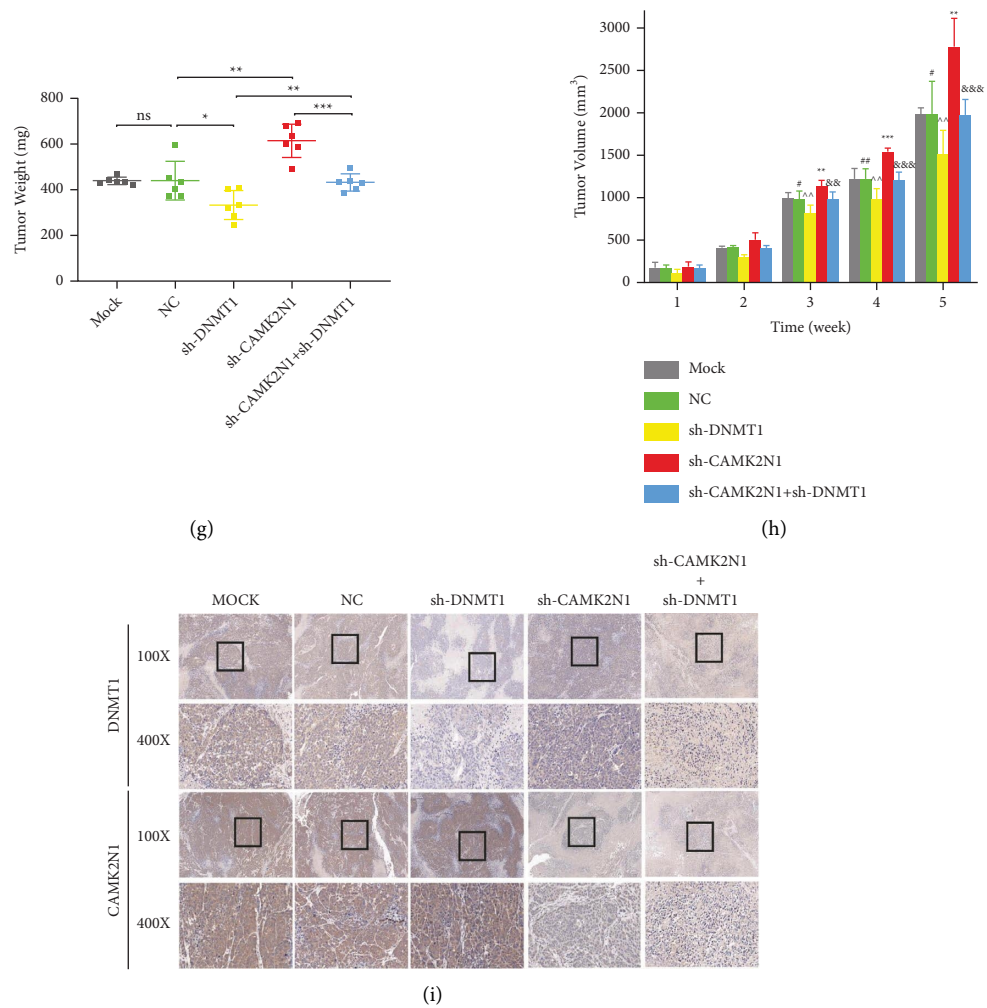 **
**
***
ns
*
800
600
400
200
0
Tumor Weight (mg)
Mock
NC
sh-DNMT1
sh-CAMK2N1
sh-CAMK2N1+sh-DNMT1
(g)
**
#
&&&
^^
***
##
&&&
^^
**
#
&&
^^
3000
2500
2000
1500
1000
500
0
Tumor Volume (mm³)
1 2 3 4 5
Time (week)
Mock
NC
sh-DNMT1
sh-CAMK2N1
sh-CAMK2N1+sh-DNMT1
(h)
MOCK NC sh-DNMT1 sh-CAMK2N1
sh-CAMK2N1
+
sh-DNMT1
DNMT1
100X
400X
CAMK2N1
100X
400X
(i)